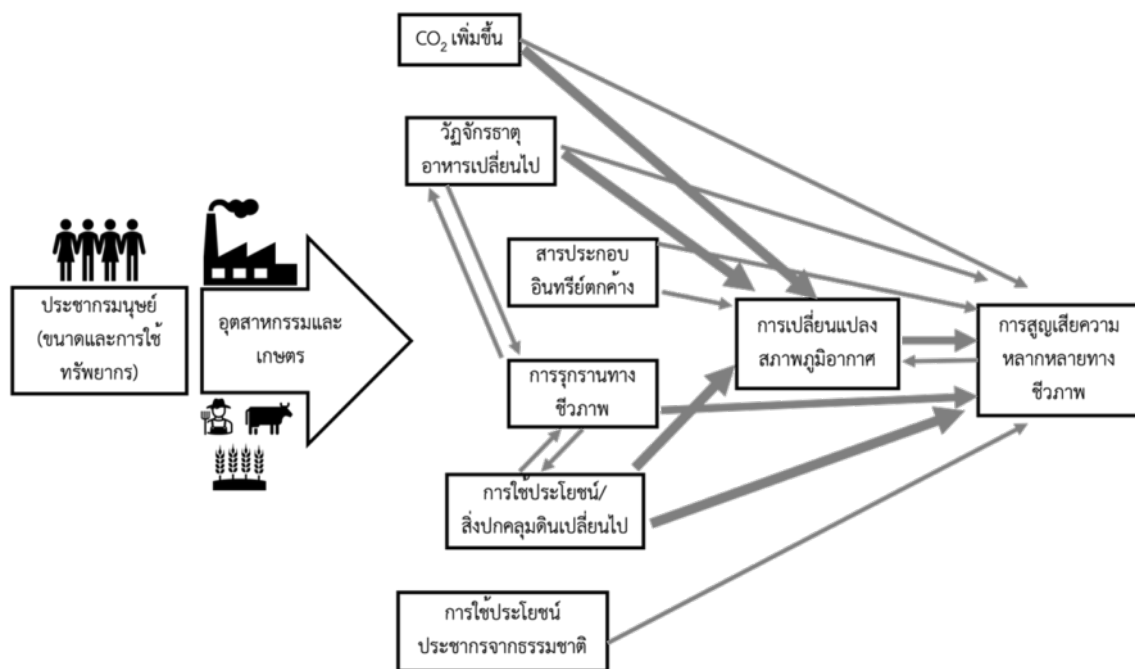 CO₂ เพิ่มขึ้น
วัฏจักรธาตุ
อาหารเปลี่ยนไป
สารประกอบ
อินทรีย์ตกค้าง
ประชากรมนุษย์
(ขนาดและการใช้
ทรัพยากร)
อุตสาหกรรมและ
เกษตร
การเปลี่ยนแปลง
สภาพภูมิอากาศ
การสูญเสียความ
หลากหลายทาง
ชีวภาพ
การรุกรานทาง
ชีวภาพ
การใช้ประโยชน์/
สิ่งปกคลุมดินเปลี่ยนไป
การใช้ประโยชน์
ประชากรจากธรรมชาติ